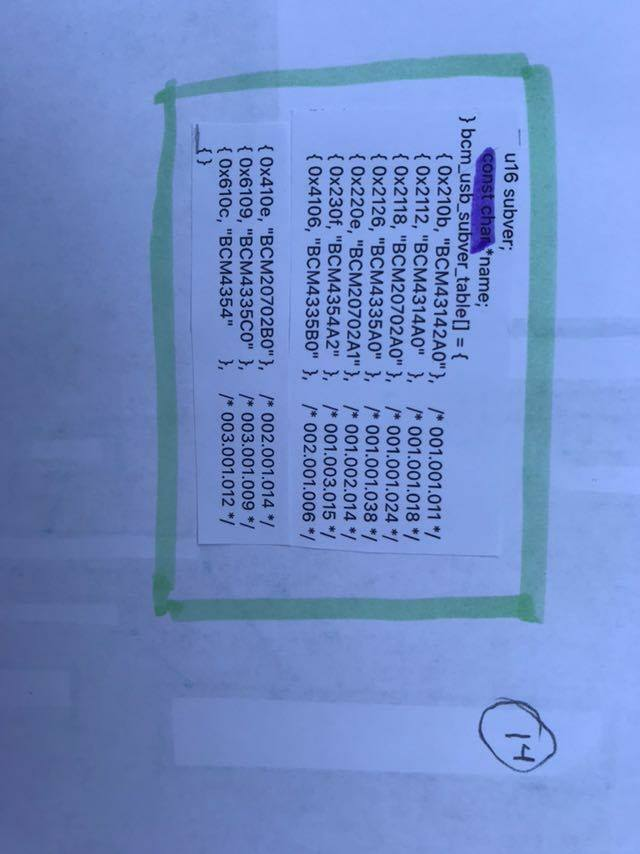 u16 subver;
const char *name;
} bcm_usb_subver_table[] = {
{ 0x210b, "BCM43142A0" }, /* 001.001.011 */
{ 0x2112, "BCM4314A0" }, /* 001.001.018 */
{ 0x2118, "BCM20702A0" }, /* 001.001.024 */
{ 0x2126, "BCM4335A0" }, /* 001.001.038 */
{ 0x220e, "BCM20702A1" }, /* 001.002.014 */
{ 0x230f, "BCM4354A2" }, /* 001.003.015 */
{ 0x4106, "BCM4335B0" }, /* 002.001.006 */
{ 0x410e, "BCM20702B0" }, /* 002.001.014 */
{ 0x6109, "BCM4335C0" }, /* 003.001.009 */
{ 0x610c, "BCM4354" }, /* 003.001.012 */
{ }
14